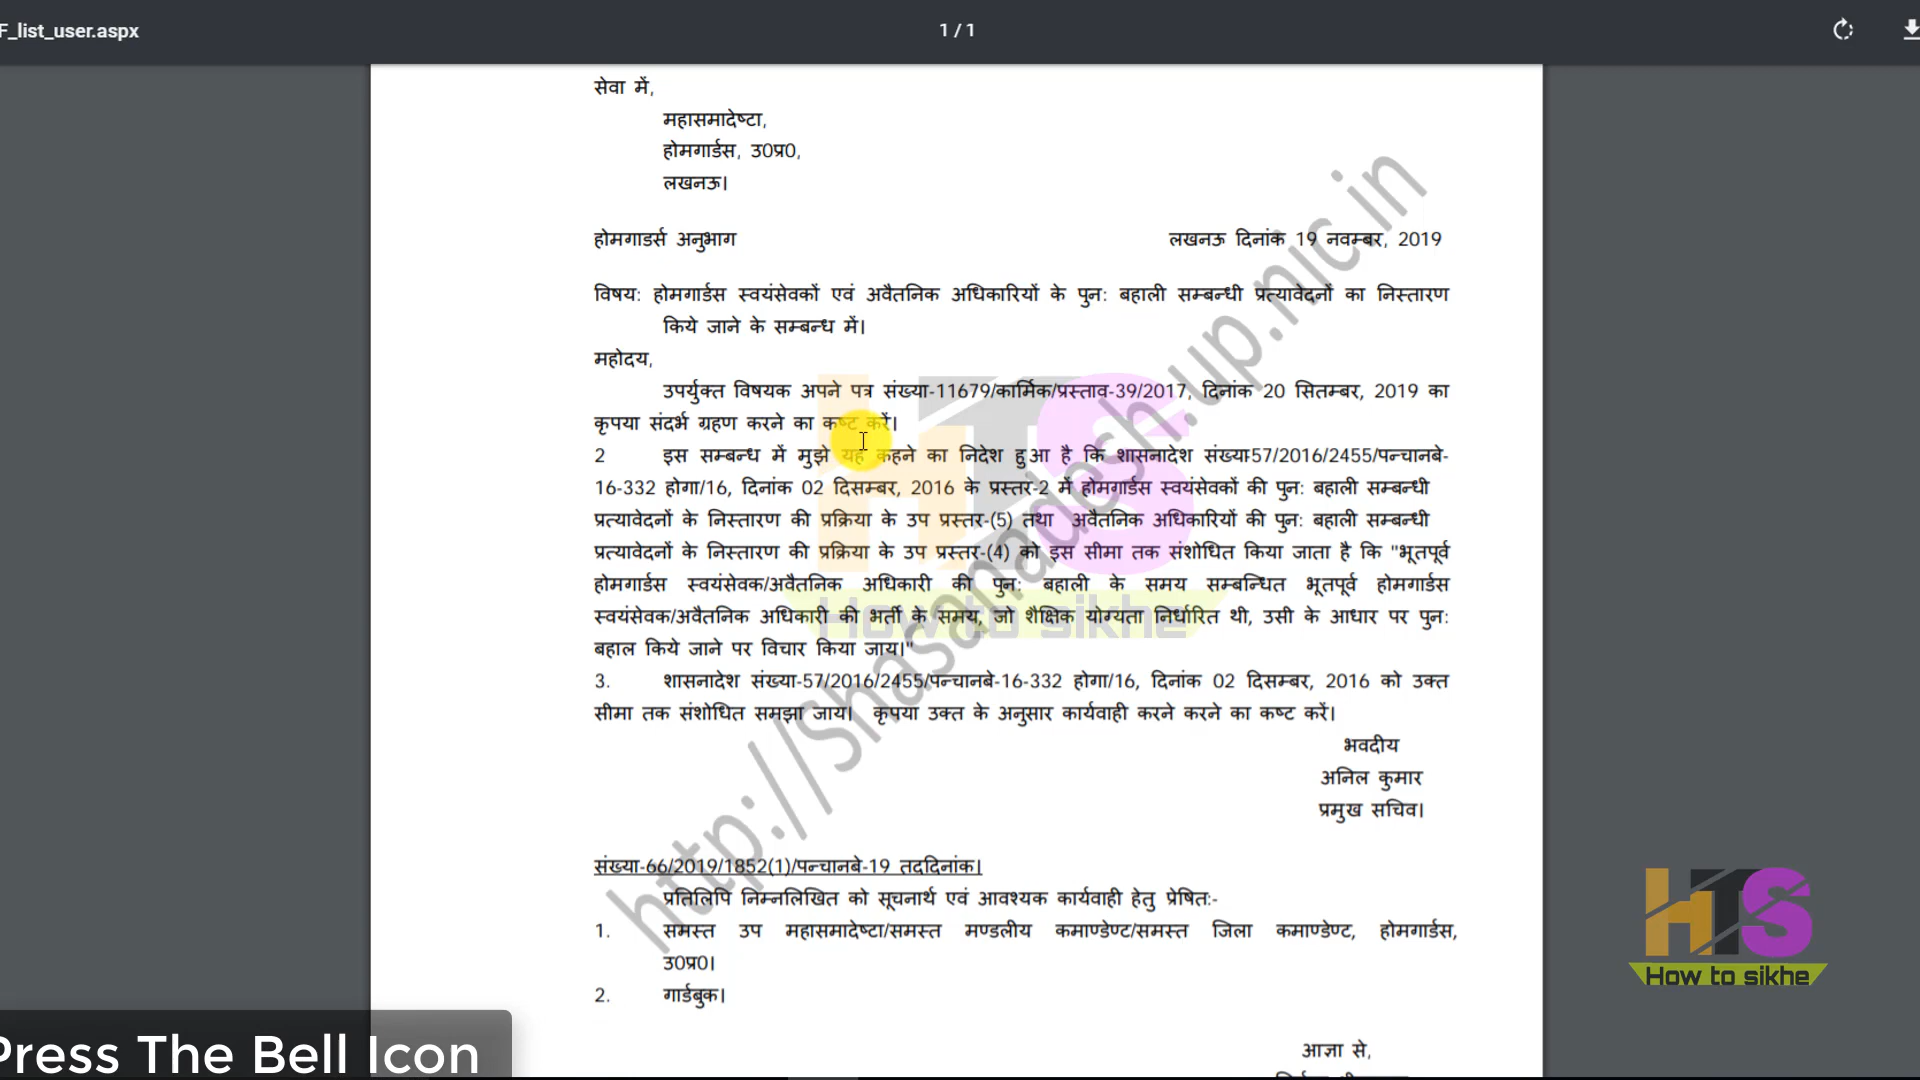 F_list_user.aspx
1 / 1
सेवा में,
महासमादेष्टा,
होमगार्डस, उ0प्र0,
लखनऊ।
होमगाडर्स अनुभाग लखनऊ दिनांक 19 नवम्बर, 2019
विषय: होमगार्डस स्वयंसेवकों एवं अवैतनिक अधिकारियों के पुन: बहाली सम्बन्धी प्रत्यावेदनों का निस्तारण
किये जाने के सम्बन्ध में।
महोदय,
उपर्युक्त विषयक अपने पत्र संख्या-11679/कार्मिक/प्रस्ताव-39/2017, दिनांक 20 सितम्बर, 2019 का
कृपया संदर्भ ग्रहण करने का कष्ट करें।
2 इस सम्बन्ध में मुझे यह कहने का निदेश हुआ है कि शासनादेश संख्या-57/2016/2455/पन्चानबे-
16-332 होगा/16, दिनांक 02 दिसम्बर, 2016 के प्रस्तर-2 में होमगार्डस स्वयंसेवकों की पुन: बहाली सम्बन्धी
प्रत्यावेदनों के निस्तारण की प्रक्रिया के उप प्रस्तर-(5) तथा अवैतनिक अधिकारियों की पुन: बहाली सम्बन्धी
प्रत्यावेदनों के निस्तारण की प्रक्रिया के उप प्रस्तर-(4) को इस सीमा तक संशोधित किया जाता है कि "भूतपूर्व
होमगार्डस स्वयंसेवक/अवैतनिक अधिकारी की पुन: बहाली के समय सम्बन्धित भूतपूर्व होमगार्डस
स्वयंसेवक/अवैतनिक अधिकारी की भर्ती के समय, जो शैक्षिक योग्यता निर्धारित थी, उसी के आधार पर पुन:
बहाल किये जाने पर विचार किया जाय।"
3. शासनादेश संख्या-57/2016/2455/पन्चानबे-16-332 होगा/16, दिनांक 02 दिसम्बर, 2016 को उक्त
सीमा तक संशोधित समझा जाय। कृपया उक्त के अनुसार कार्यवाही करने करने का कष्ट करें।
भवदीय
अनिल कुमार
प्रमुख सचिव।
संख्या-66/2019/1852(1)/पन्चानबे-19 तददिनांक।
प्रतिलिपि निम्नलिखित को सूचनार्थ एवं आवश्यक कार्यवाही हेतु प्रेषित:-
1. समस्त उप महासमादेष्टा/समस्त मण्डलीय कमाण्डेण्ट/समस्त जिला कमाण्डेण्ट, होमगार्डस,
उ0प्र0।
2. गार्डबुक।
आज्ञा से,
http://shasanadesh.up.nic.in
HTS
How to sikhe
HTS
How to sikhe
Press The Bell Icon